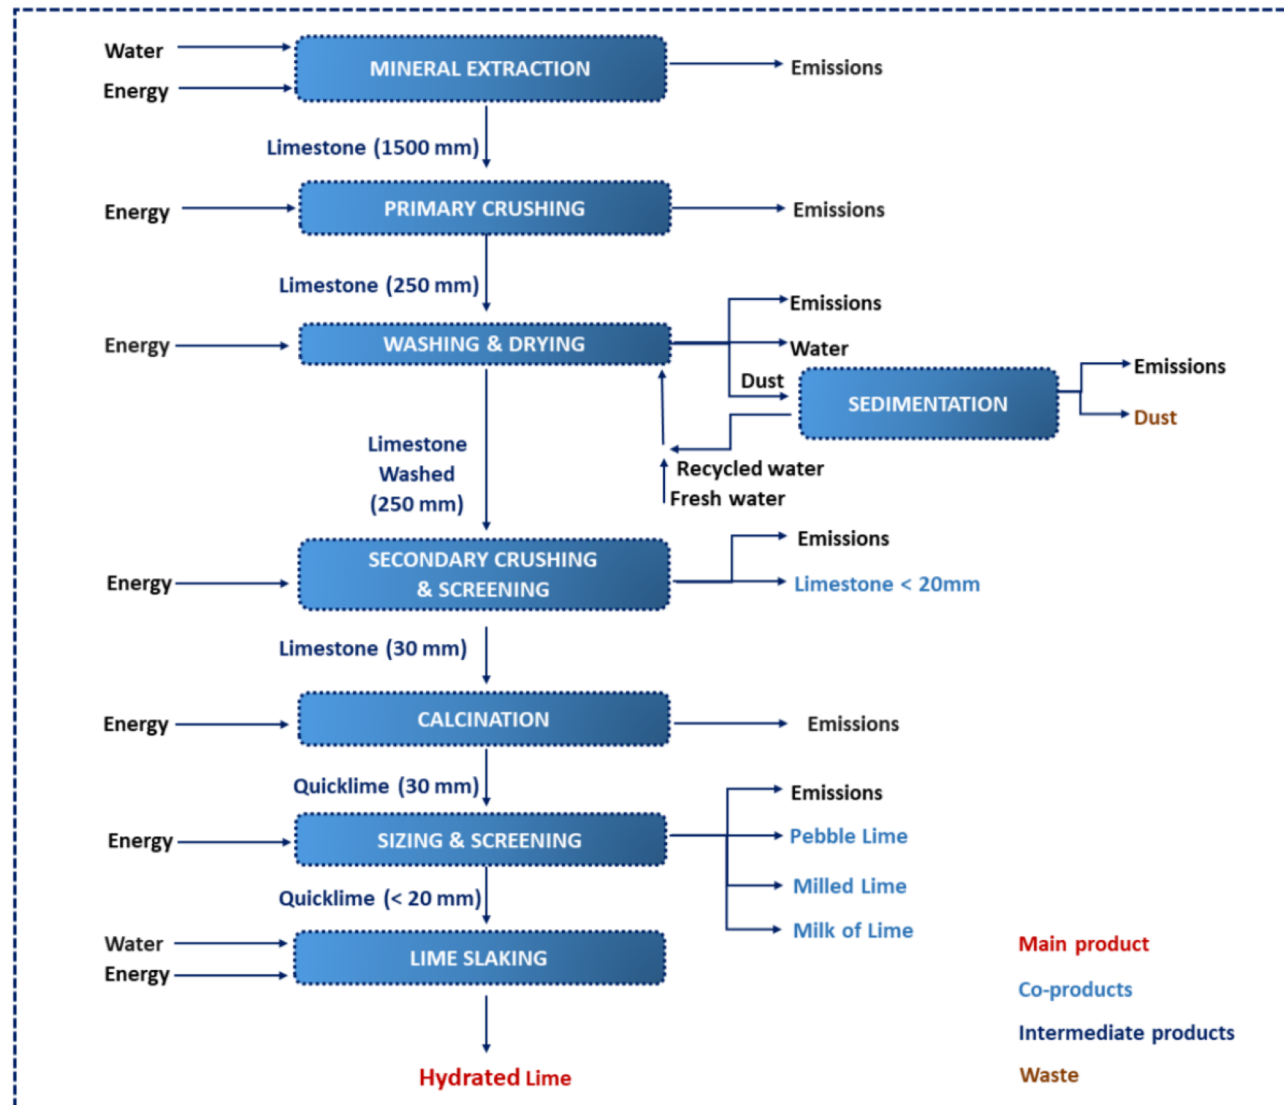 Water
MINERAL EXTRACTION
Emissions
Energy
Limestone (1500 mm)
Energy
PRIMARY CRUSHING
Emissions
Limestone (250 mm)
Emissions
Energy
WASHING & DRYING
Water
Dust
SEDIMENTATION
Emissions
Dust
Limestone
Washed
(250 mm)
Recycled water
Fresh water
SECONDARY CRUSHING
& SCREENING
Emissions
Energy
Limestone < 20mm
Limestone (30 mm)
Energy
CALCINATION
Emissions
Quicklime (30 mm)
Emissions
Energy
SIZING & SCREENING
Pebble Lime
Milled Lime
Milk of Lime
Quicklime (< 20 mm)
Water
Energy
LIME SLAKING
Hydrated Lime
Main product
Co-products
Intermediate products
Waste